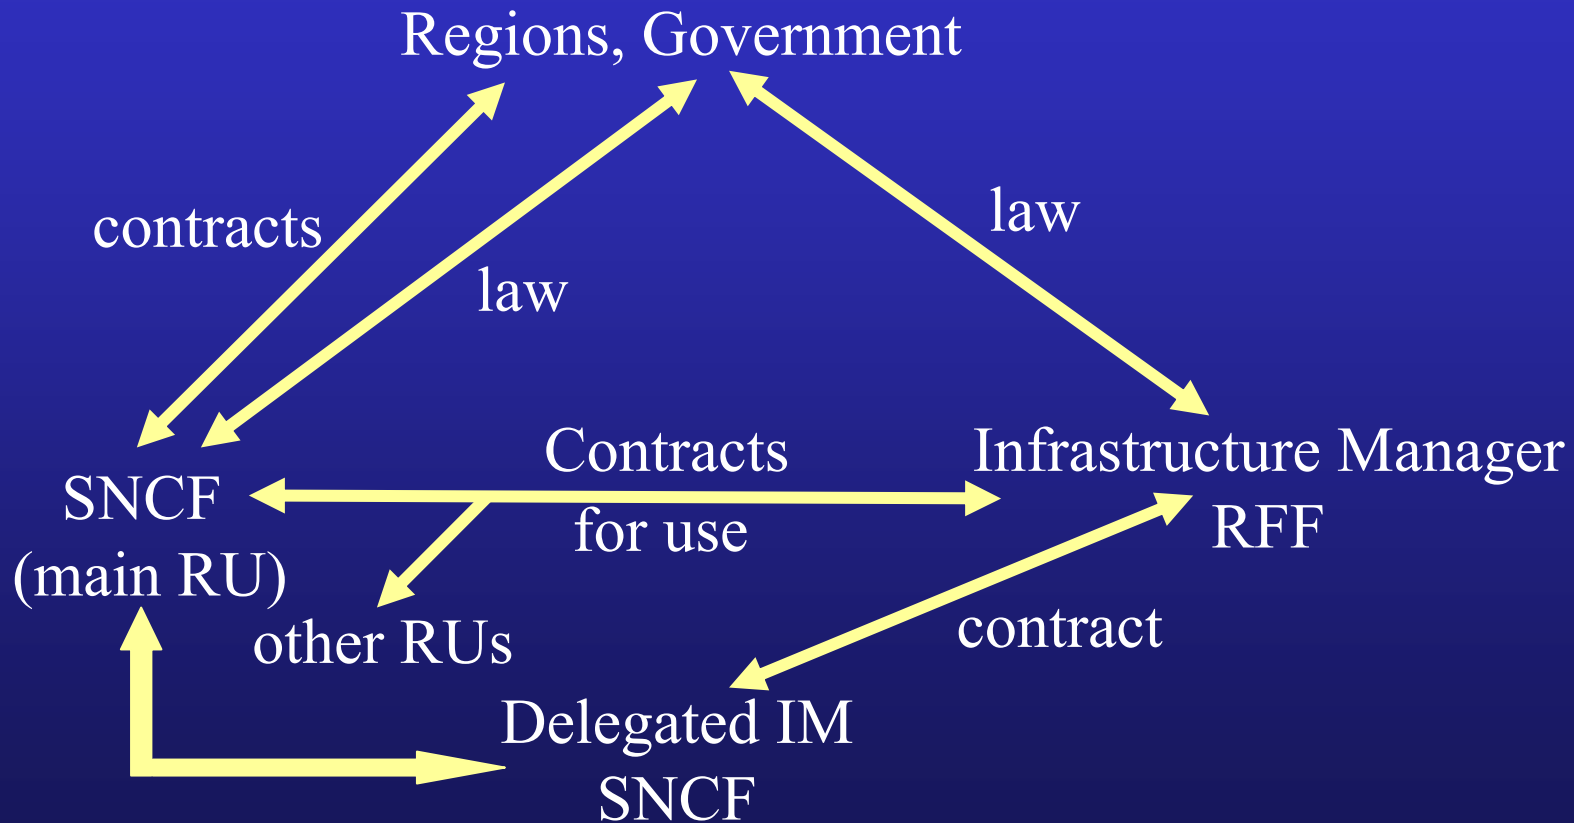 Regions, Government
contracts
law
law
Contracts
for use
Infrastructure Manager
RFF
SNCF
(main RU)
other RUs
contract
Delegated IM
SNCF